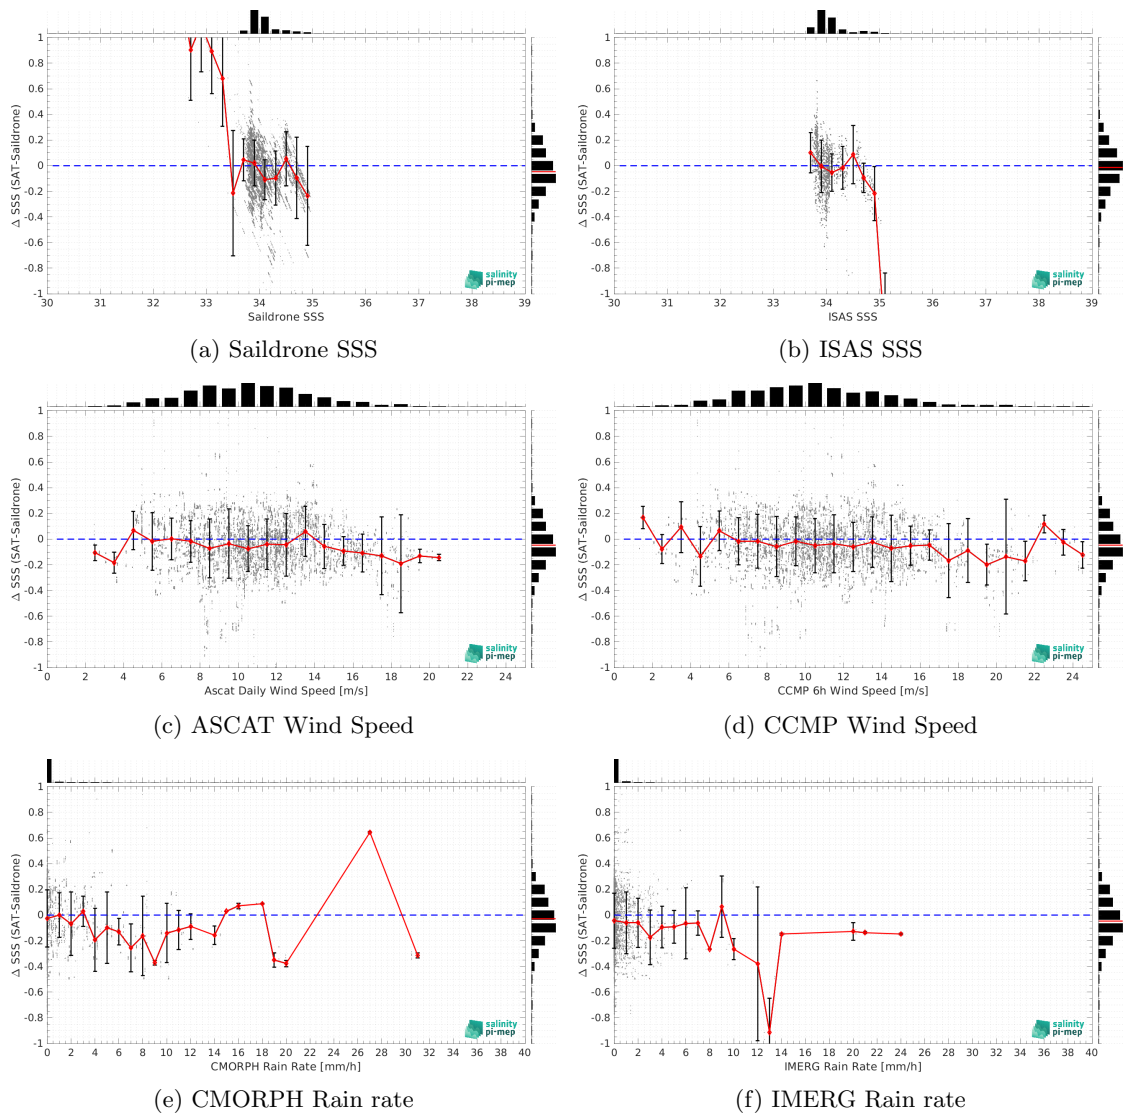 1
0.8
0.6
0.4
0.2
0
-0.2
-0.4
-0.6
-0.8
-1
Δ SSS (SAT-Saildrone)
30 31 32 33 34 35 36 37 38 39
Saildrone SSS
salinity
pi-mep
(a) Saildrone SSS
1
0.8
0.6
0.4
0.2
0
-0.2
-0.4
-0.6
-0.8
-1
Δ SSS (SAT-Saildrone)
30 31 32 33 34 35 36 37 38 39
ISAS SSS
salinity
pi-mep
(b) ISAS SSS
1
0.8
0.6
0.4
0.2
0
-0.2
-0.4
-0.6
-0.8
-1
Δ SSS (SAT-Saildrone)
0 2 4 6 8 10 12 14 16 18 20 22 24
Ascat Daily Wind Speed [m/s]
salinity
pi-mep
(c) ASCAT Wind Speed
1
0.8
0.6
0.4
0.2
0
-0.2
-0.4
-0.6
-0.8
-1
Δ SSS (SAT-Saildrone)
0 2 4 6 8 10 12 14 16 18 20 22 24
CCMP 6h Wind Speed [m/s]
salinity
pi-mep
(d) CCMP Wind Speed
1
0.8
0.6
0.4
0.2
0
-0.2
-0.4
-0.6
-0.8
-1
Δ SSS (SAT-Saildrone)
0 2 4 6 8 10 12 14 16 18 20 22 24 26 28 30 32 34 36 38 40
CMORPH Rain Rate [mm/h]
salinity
pi-mep
(e) CMORPH Rain rate
1
0.8
0.6
0.4
0.2
0
-0.2
-0.4
-0.6
-0.8
-1
Δ SSS (SAT-Saildrone)
0 2 4 6 8 10 12 14 16 18 20 22 24 26 28 30 32 34 36 38 40
IMERG Rain Rate [mm/h]
salinity
pi-mep
(f) IMERG Rain rate